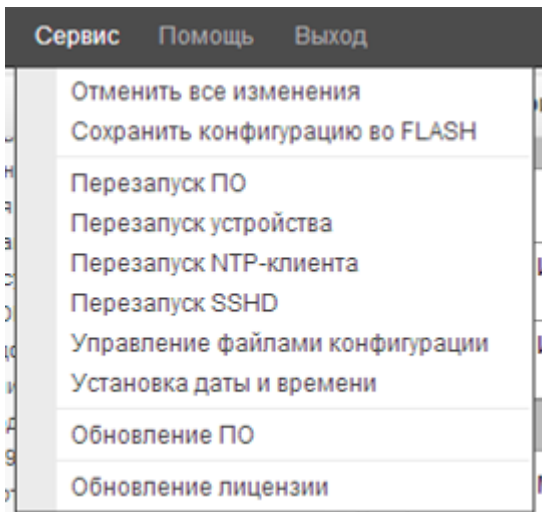 Сервис Помощь Выход
Отменить все изменения
Сохранить конфигурацию во FLASH
Перезапуск ПО
Перезапуск устройства
Перезапуск NTP-клиента
Перезапуск SSHD
Управление файлами конфигурации
Установка даты и времени
Обновление ПО
Обновление лицензии